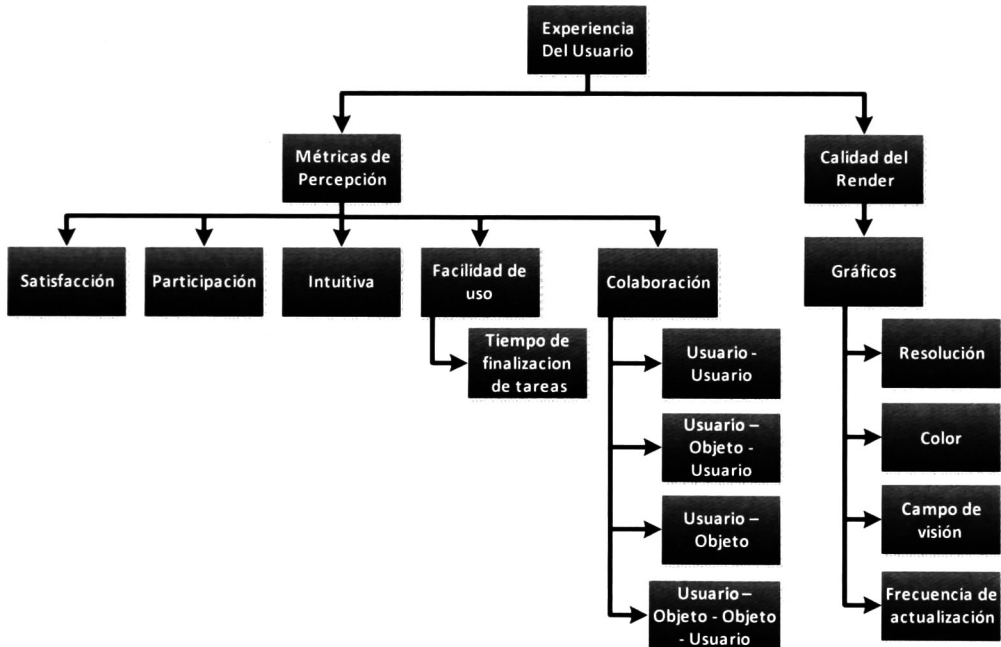 Experiencia
Del Usuario
Métricas de
Percepción
Calidad del
Render
Satisfacción
Participación
Intuitiva
Facilidad de
uso
Colaboración
Gráficos
Tiempo de
finalizacion
de tareas
Usuario -
Usuario
Usuario –
Objeto -
Usuario
Usuario –
Objeto
Usuario –
Objeto - Objeto
- Usuario
Resolución
Color
Campo de
visión
Frecuencia de
actualización